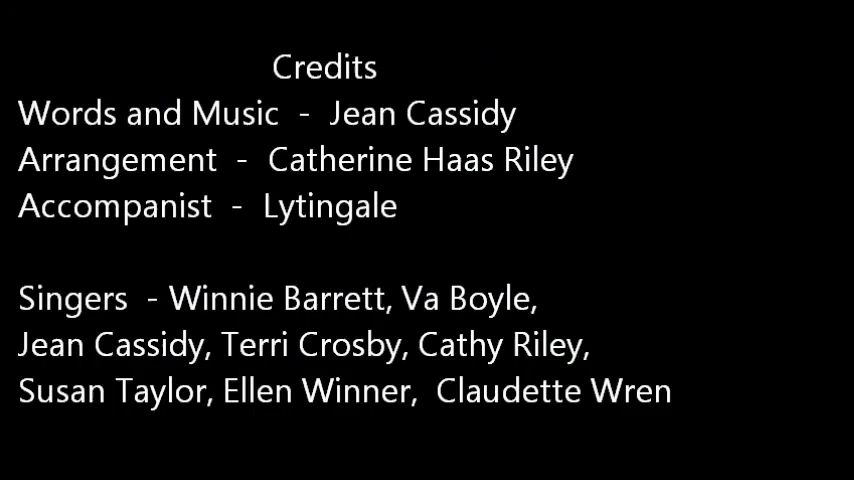 Credits
Words and Music - Jean Cassidy
Arrangement - Catherine Haas Riley
Accompanist - Lytingale
Singers - Winnie Barrett, Va Boyle,
Jean Cassidy, Terri Crosby, Cathy Riley,
Susan Taylor, Ellen Winner, Claudette Wren